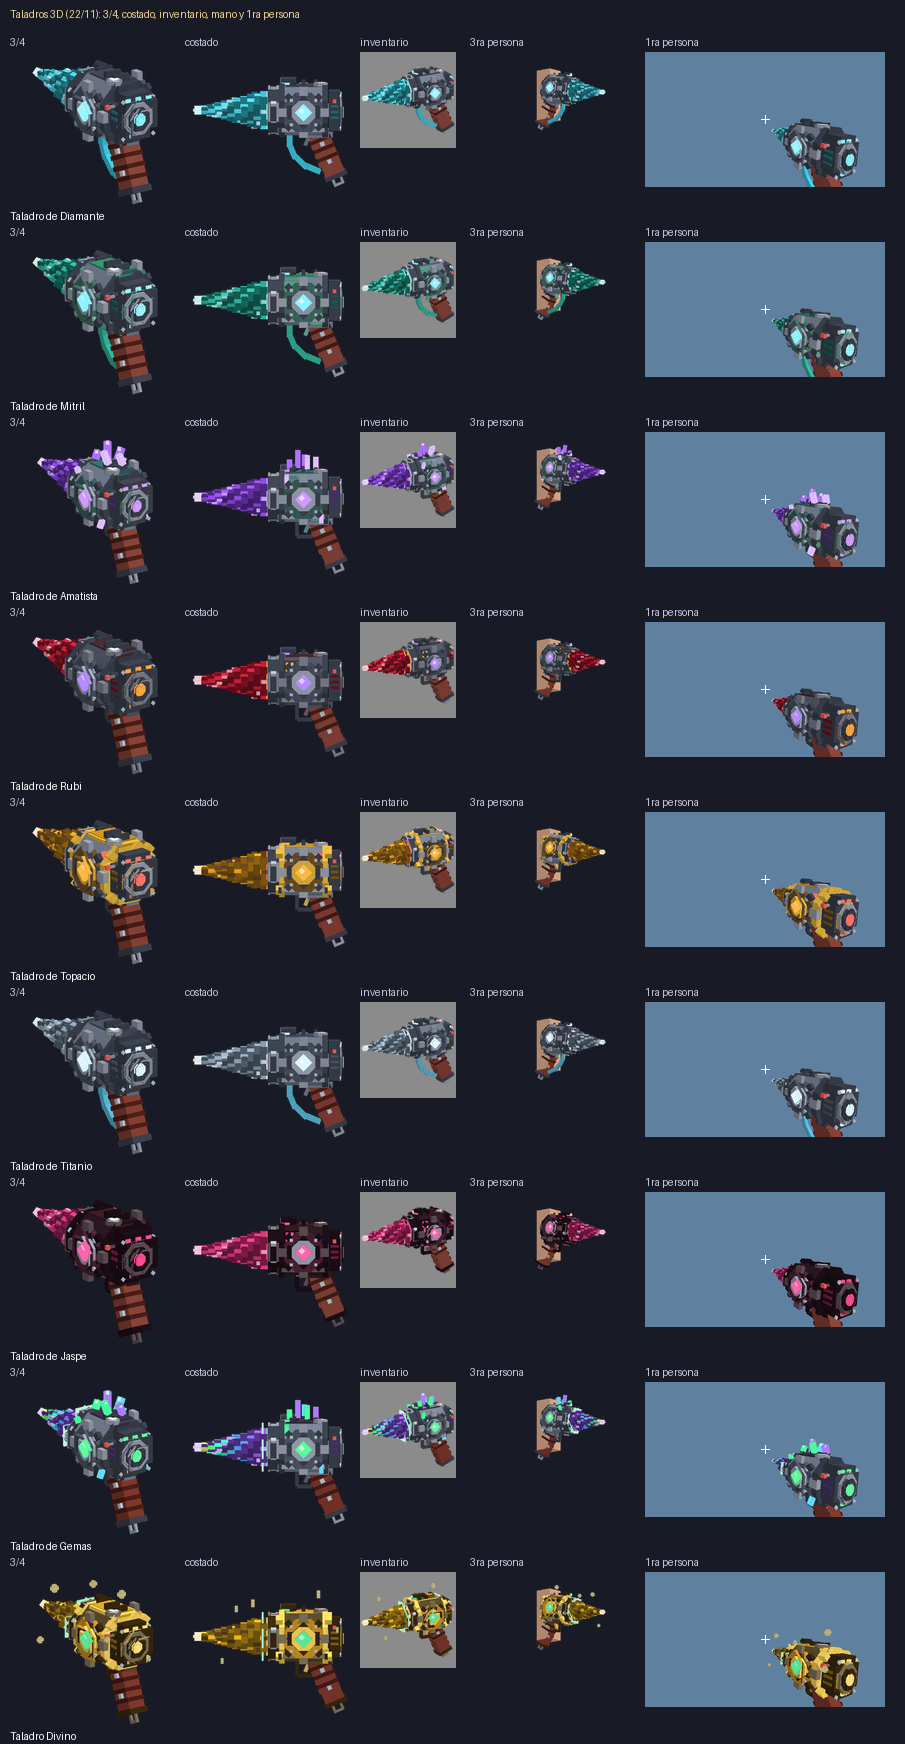 Taladros 3D (22/11): 3/4, costado, inventario, mano y 1ra persona
3/4 costado inventario 3ra persona 1ra persona
Taladro de Diamante
3/4 costado inventario 3ra persona 1ra persona
Taladro de Mitril
3/4 costado inventario 3ra persona 1ra persona
Taladro de Amatista
3/4 costado inventario 3ra persona 1ra persona
Taladro de Rubi
3/4 costado inventario 3ra persona 1ra persona
Taladro de Topacio
3/4 costado inventario 3ra persona 1ra persona
Taladro de Titanio
3/4 costado inventario 3ra persona 1ra persona
Taladro de Jaspe
3/4 costado inventario 3ra persona 1ra persona
Taladro de Gemas
3/4 costado inventario 3ra persona 1ra persona
Taladro Divino